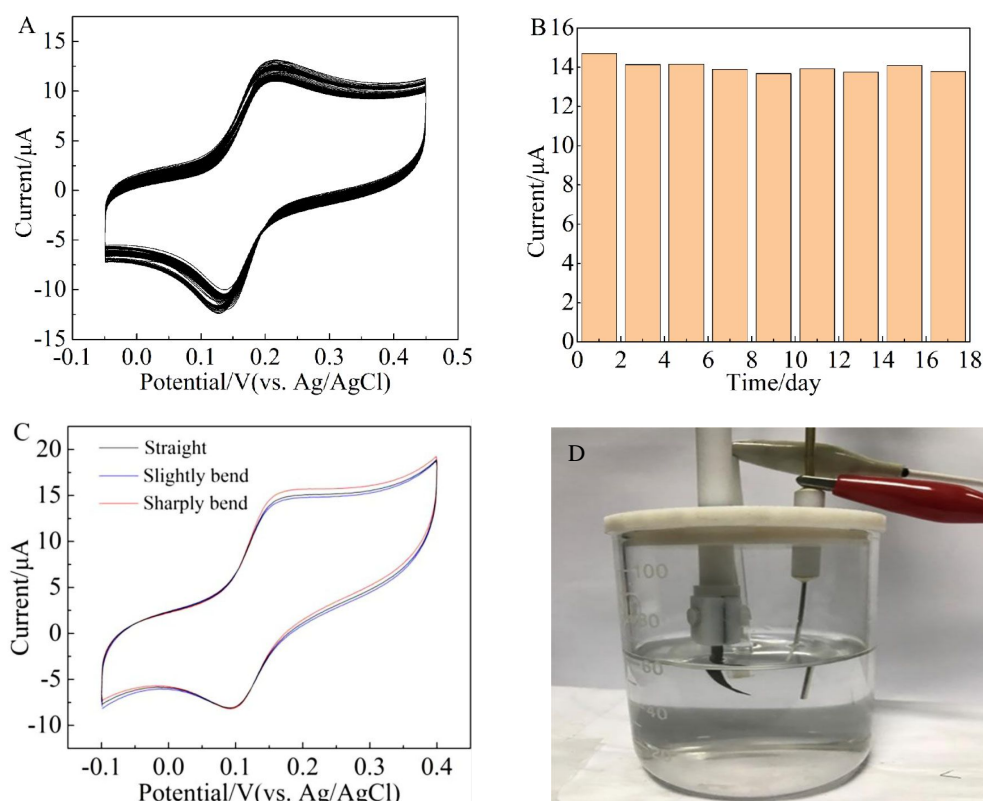 A
15
10
5
0
-5
-10
-15
-0.1 0.0 0.1 0.2 0.3 0.4 0.5
Current/μA
Potential/V(vs. Ag/AgCl)
B
16
14
12
10
8
6
4
2
0
0 2 4 6 8 10 12 14 16 18
Current/μA
Time/day
C
Straight
Slightly bend
Sharply bend
20
15
10
5
0
-5
-10
-0.1 0.0 0.1 0.2 0.3 0.4
Current/μA
Potential/V(vs. Ag/AgCl)
D
100
80
60
40